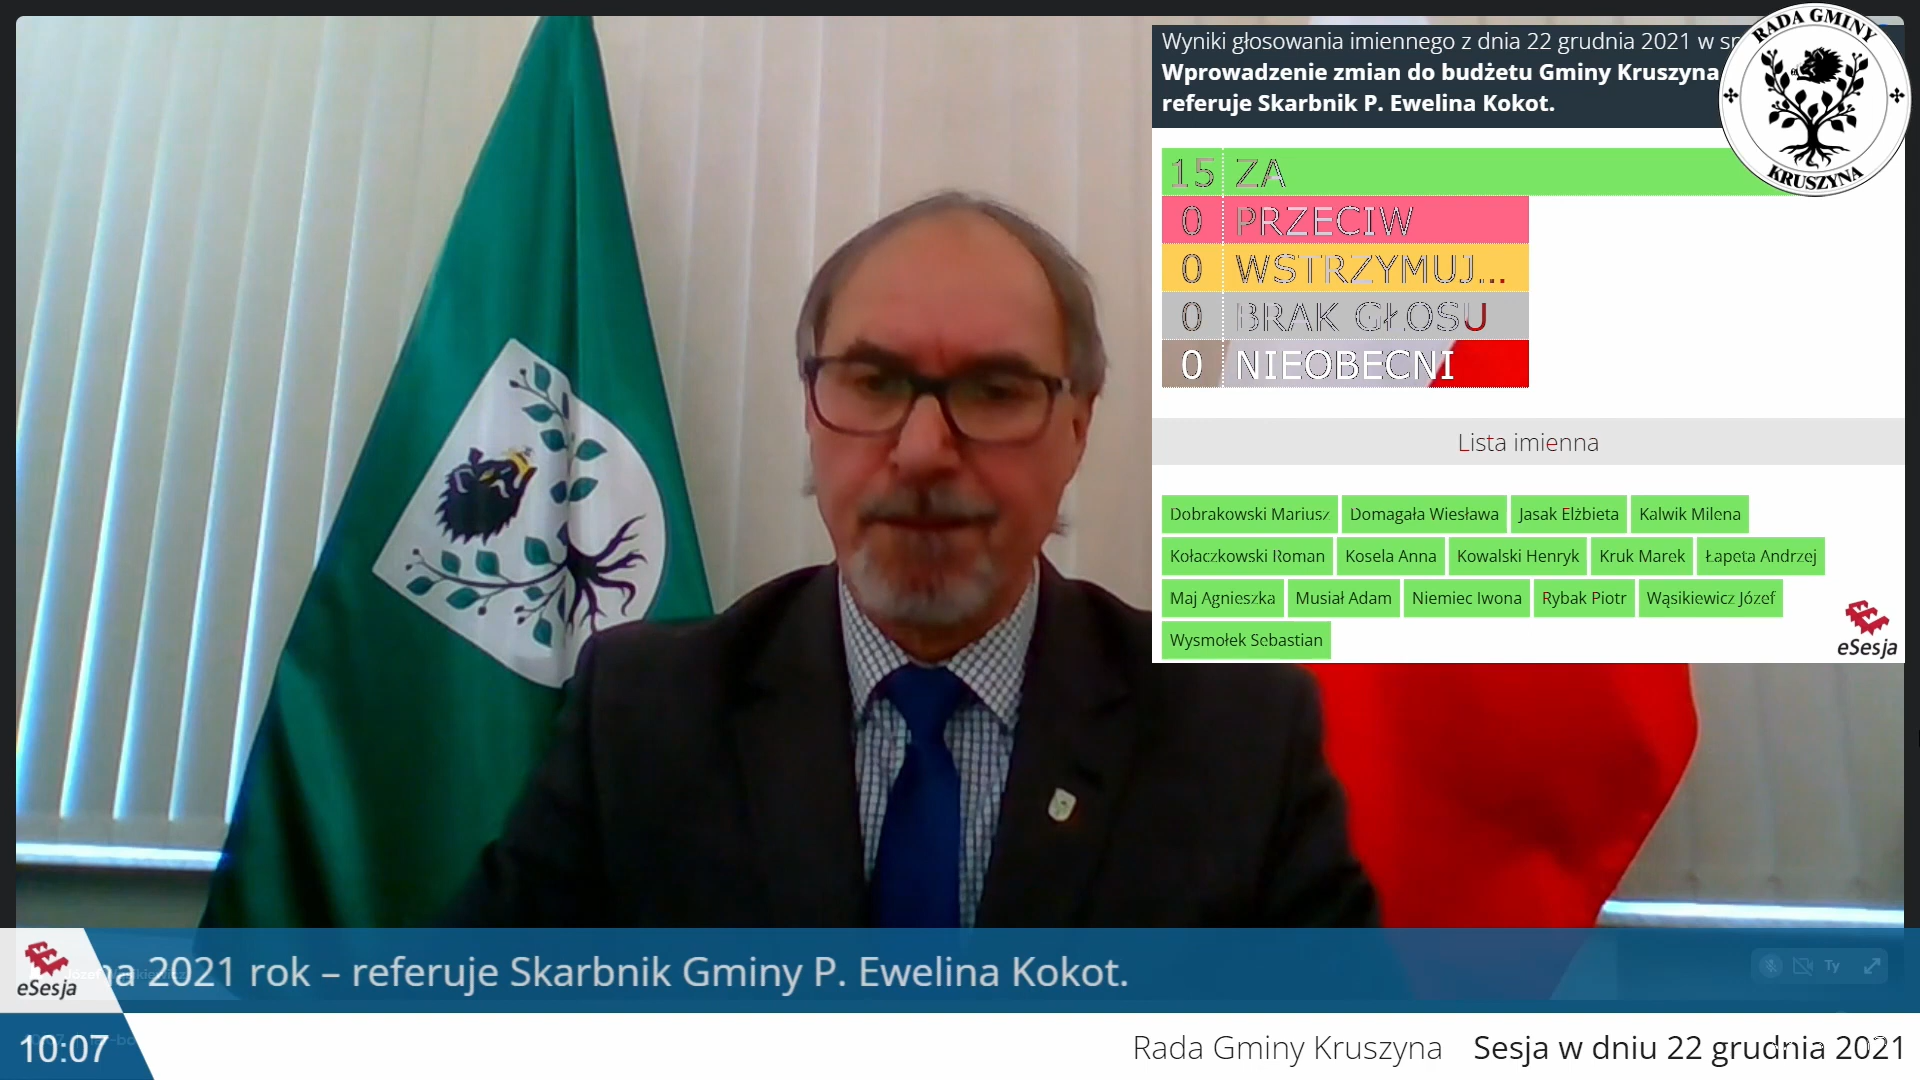 Wyniki głosowania imiennego z dnia 22 grudnia 2021 w
Wprowadzenie zmian do budżetu Gminy Kruszyna
referuje Skarbnik P. Ewelina Kokot.
RADA GMINY
KRUSZYNA
15 ZA
0 PRZECIW
0 WSTRZYMUJ...
0 BRAK GŁOSU
0 NIEOBECNI
Lista imienna
Dobrakowski Mariusz Domagała Wiesława Jasak Elżbieta Kalwik Milena
Kołaczkowski Roman Kosela Anna Kowalski Henryk Kruk Marek Łapeta Andrzej
Maj Agnieszka Musiał Adam Niemiec Iwona Rybak Piotr Wąsikiewicz Józef
Wysmołek Sebastian
eSesja
eSesja
na 2021 rok – referuje Skarbnik Gminy P. Ewelina Kokot.
Ty
10:07
Rada Gminy Kruszyna Sesja w dniu 22 grudnia 2021